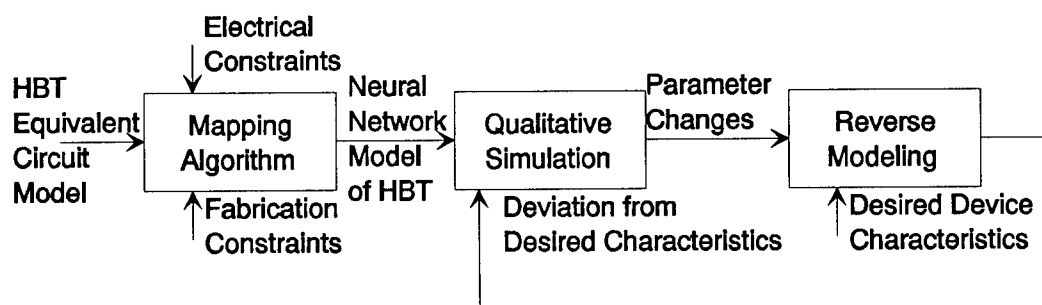 Electrical
Constraints
HBT
Equivalent
Circuit
Model
Mapping
Algorithm
Fabrication
Constraints
Neural
Network
Model
of HBT
Qualitative
Simulation
Deviation from
Desired Characteristics
Parameter
Changes
Reverse
Modeling
Desired Device
Characteristics